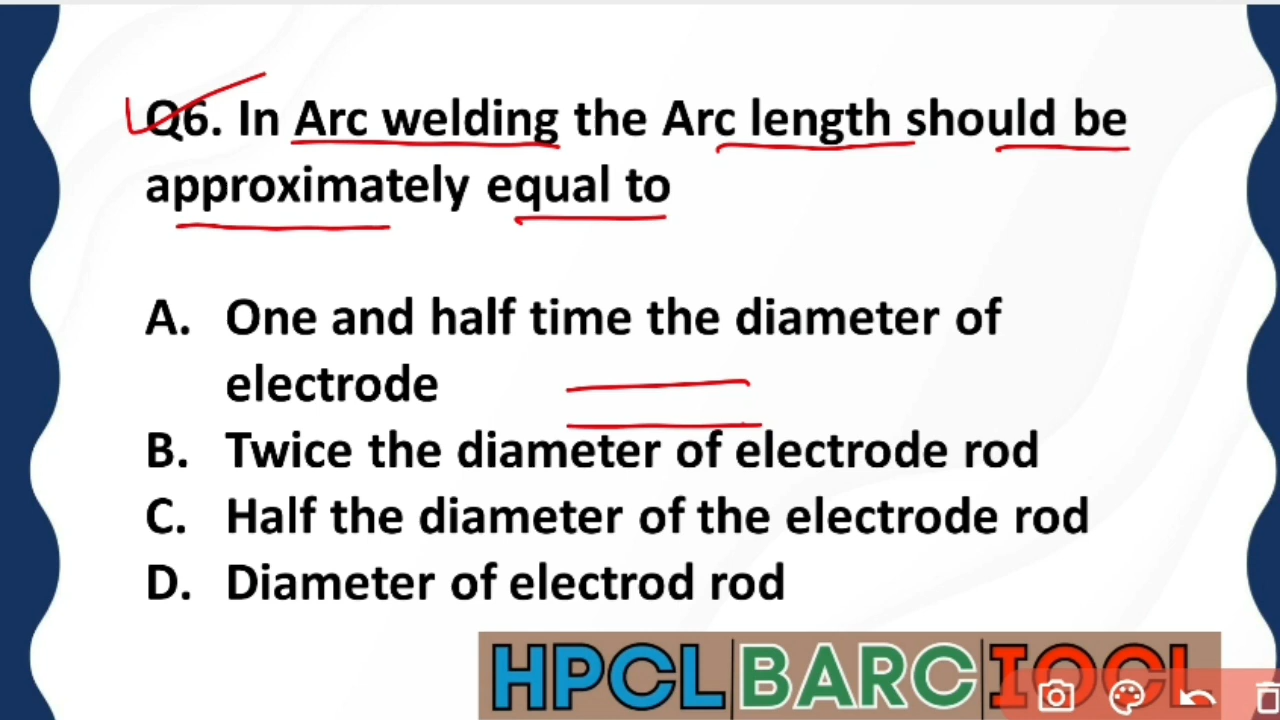 Q6. In Arc welding the Arc length should be
approximately equal to
A. One and half time the diameter of
electrode
B. Twice the diameter of electrode rod
C. Half the diameter of the electrode rod
D. Diameter of electrod rod
HPCL BARC IOCL